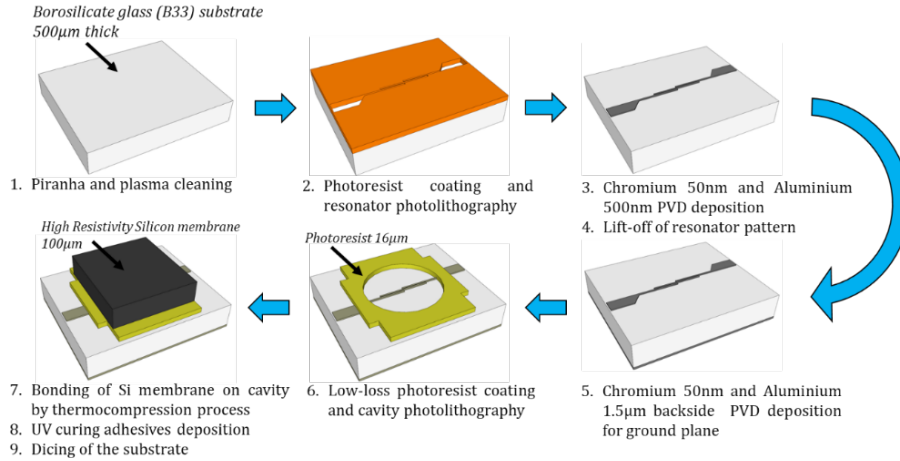 Borosilicate glass (B33) substrate
500μm thick
1. Piranha and plasma cleaning
2. Photoresist coating and
resonator photolithography
3. Chromium 50nm and Aluminium
500nm PVD deposition
4. Lift-off of resonator pattern
5. Chromium 50nm and Aluminium
1.5μm backside PVD deposition
for ground plane
Photoresist 16μm
6. Low-loss photoresist coating
and cavity photolithography
High Resistivity Silicon membrane
100μm
7. Bonding of Si membrane on cavity
by thermocompression process
8. UV curing adhesives deposition
9. Dicing of the substrate